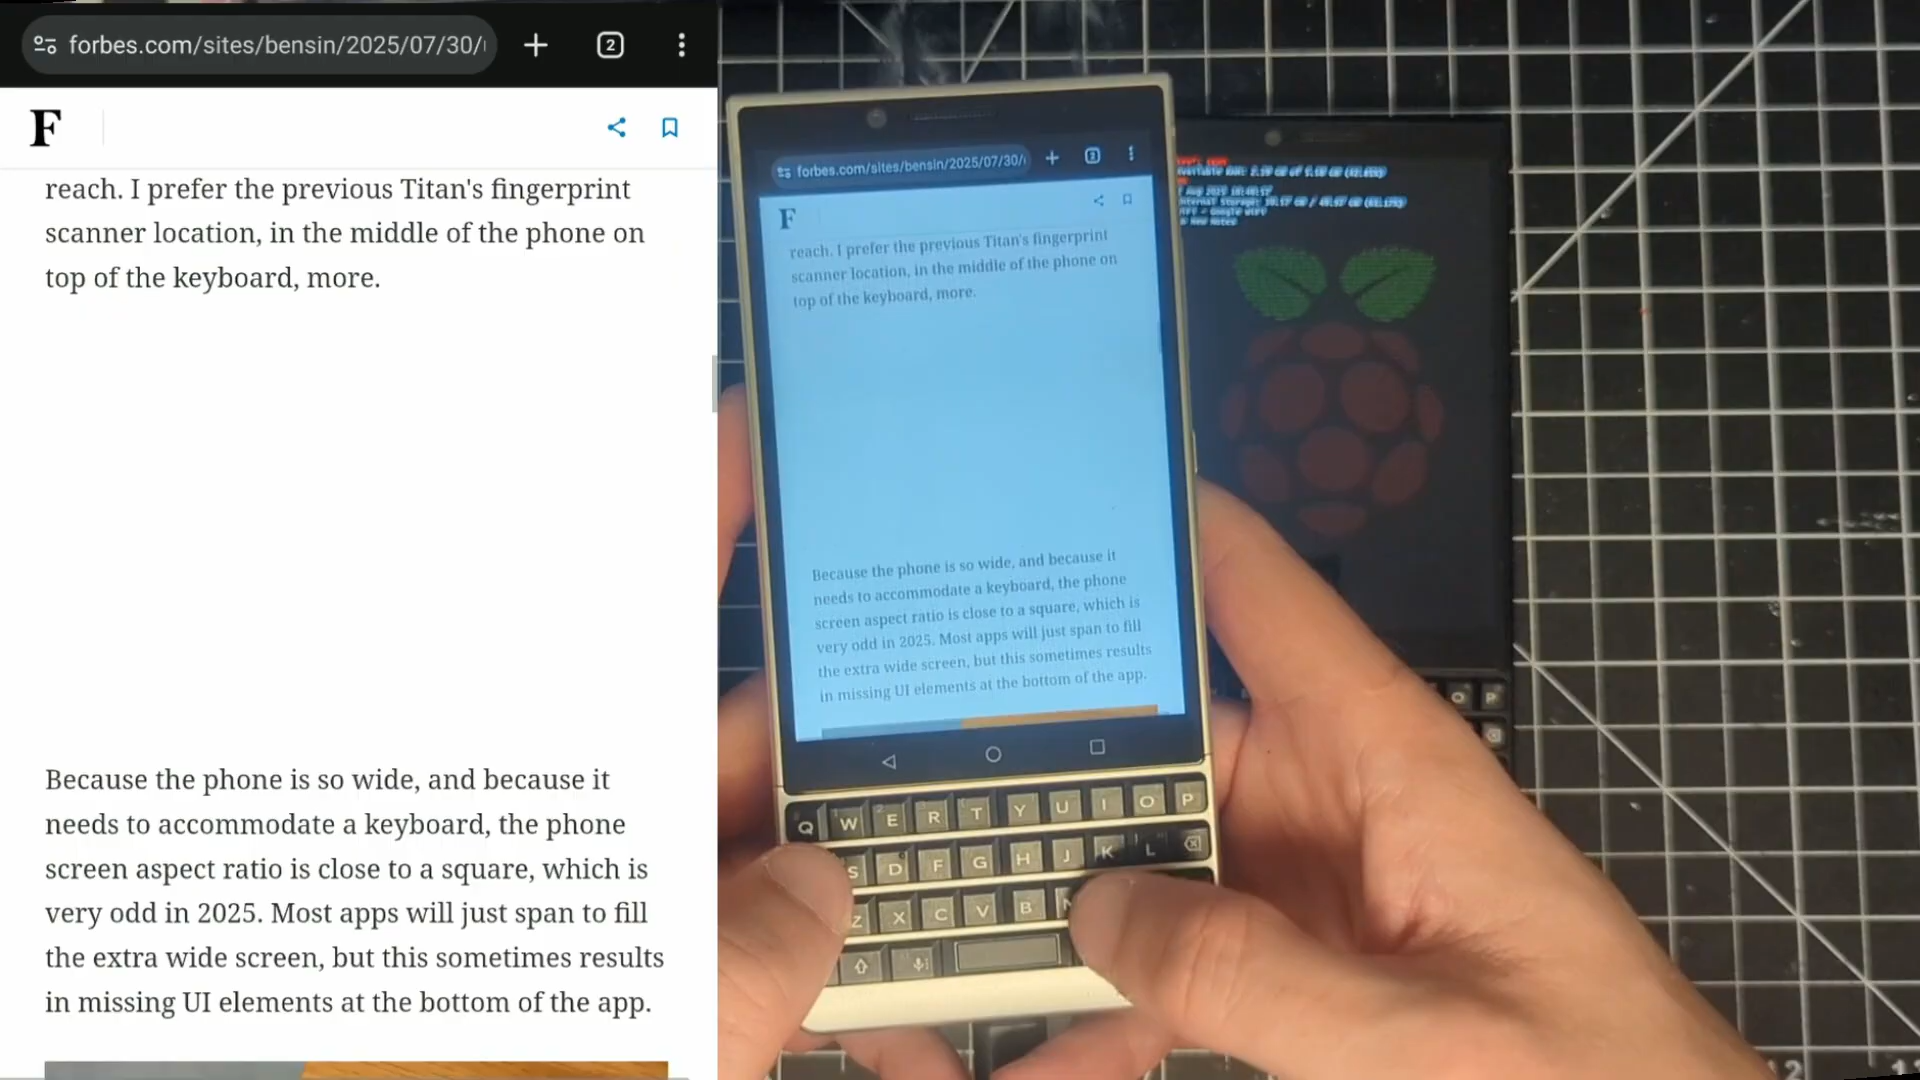 forbes.com/sites/bensin/2025/07/30/
2
F
reach. I prefer the previous Titan's fingerprint
scanner location, in the middle of the phone on
top of the keyboard, more.
Because the phone is so wide, and because it
needs to accommodate a keyboard, the phone
screen aspect ratio is close to a square, which is
very odd in 2025. Most apps will just span to fill
the extra wide screen, but this sometimes results
in missing UI elements at the bottom of the app.
forbes.com/sites/bensin/2025/07/30/
2
F
reach. I prefer the previous Titan's fingerprint
scanner location, in the middle of the phone on
top of the keyboard, more.
Because the phone is so wide, and because it
needs to accommodate a keyboard, the phone
screen aspect ratio is close to a square, which is
very odd in 2025. Most apps will just span to fill
the extra wide screen, but this sometimes results
in missing UI elements at the bottom of the app.
Q W E R T Y U I O P
S D F G H J K L
Z X C V B N
O P
12